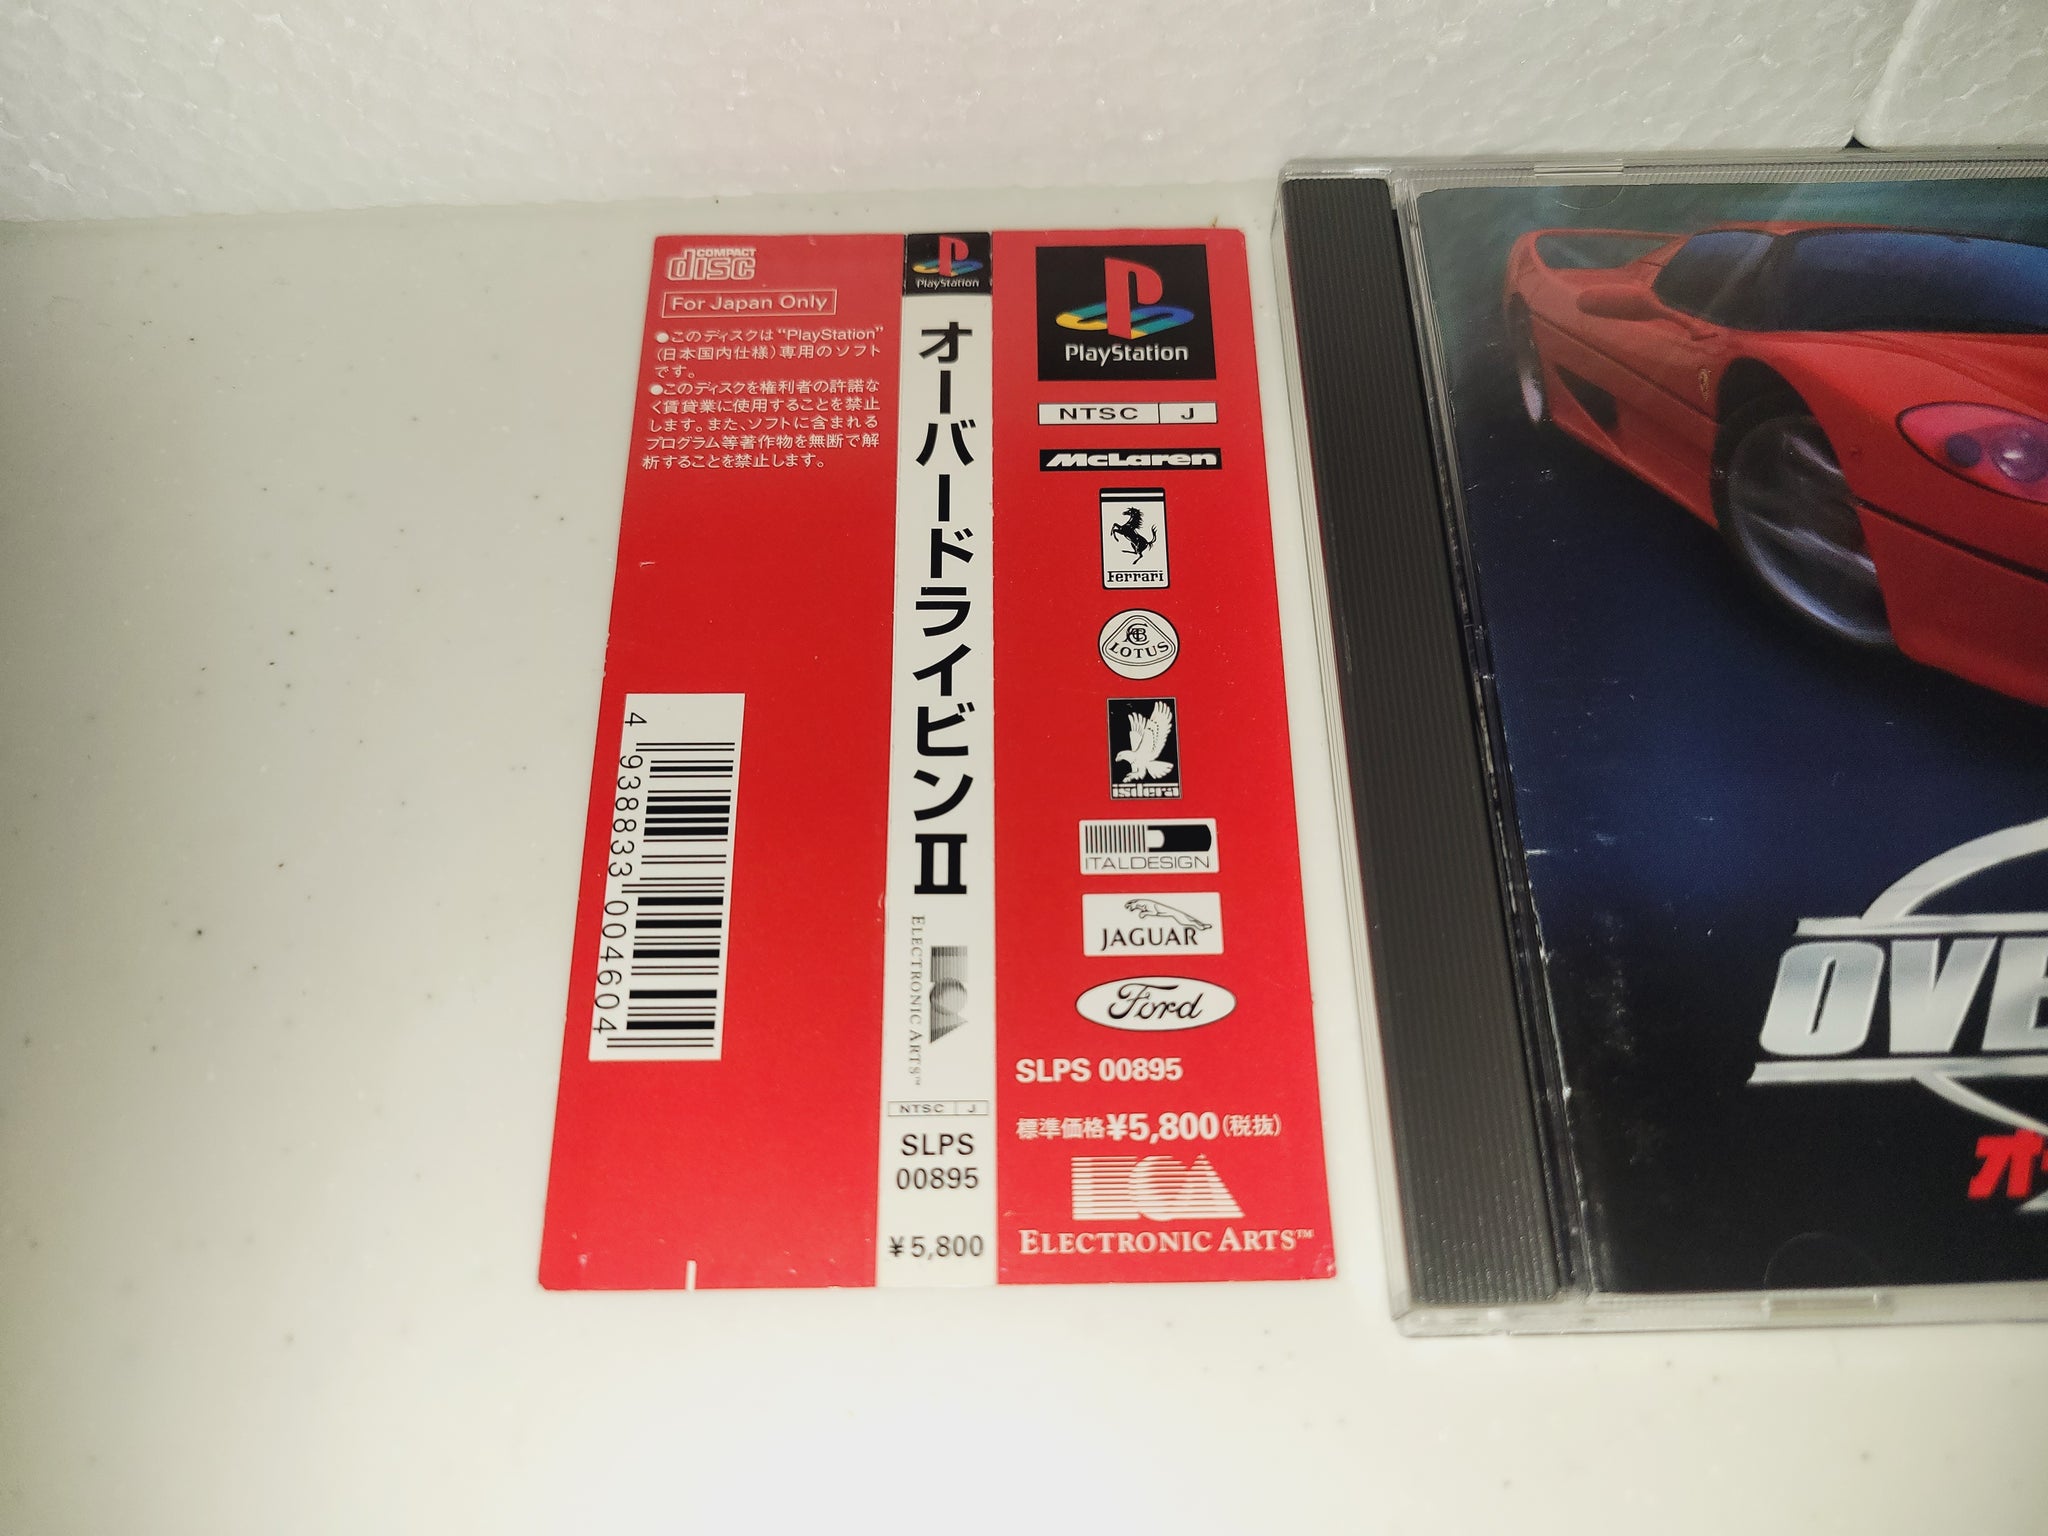 COMPACT
disc
For Japan Only
●このディスクは“PlayStation”
(日本国内仕様)専用のソフト
です。
●このディスクを権利者の許諾な
く賃貸業に使用することを禁止
します。また、ソフトに含まれる
プログラム等著作物を無断で解
析することを禁止します。
4 938833 004604
PlayStation
オーバードライビンII
ELECTRONIC ARTS™
NTSC J
SLPS
00895
¥5,800
PlayStation
NTSC J
McLaren
Ferrari
LOTUS
isdera
ITALDESIGN
JAGUAR
Ford
SLPS 00895
標準価格¥5,800(税抜)
EA
ELECTRONIC ARTS™
OVE
オ